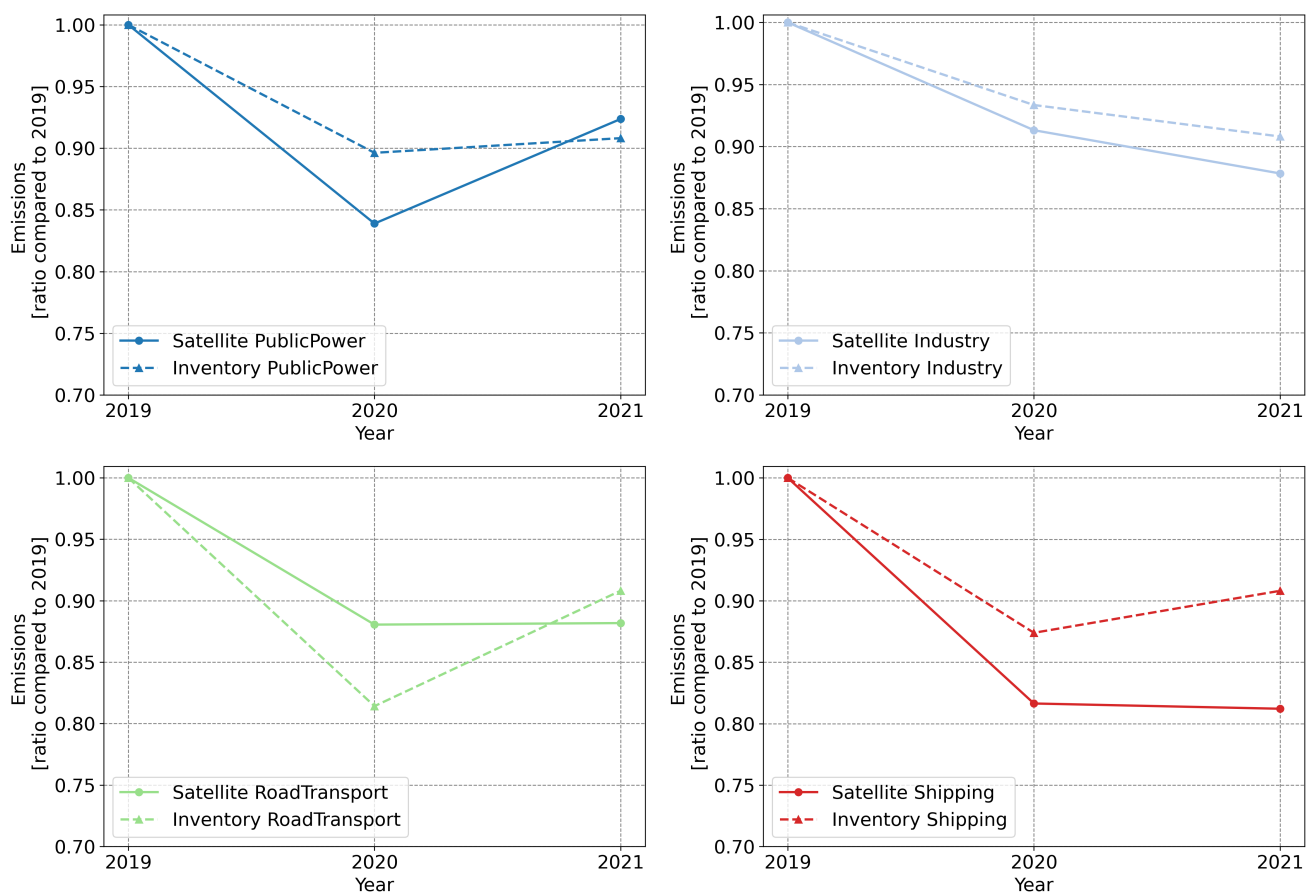 1.00
0.95
0.90
0.85
0.80
0.75
0.70
Emissions
[ratio compared to 2019]
Satellite PublicPower
Inventory PublicPower
2019 2020 2021
Year
1.00
0.95
0.90
0.85
0.80
0.75
0.70
Emissions
[ratio compared to 2019]
Satellite Industry
Inventory Industry
2019 2020 2021
Year
1.00
0.95
0.90
0.85
0.80
0.75
0.70
Emissions
[ratio compared to 2019]
Satellite RoadTransport
Inventory RoadTransport
2019 2020 2021
Year
1.00
0.95
0.90
0.85
0.80
0.75
0.70
Emissions
[ratio compared to 2019]
Satellite Shipping
Inventory Shipping
2019 2020 2021
Year